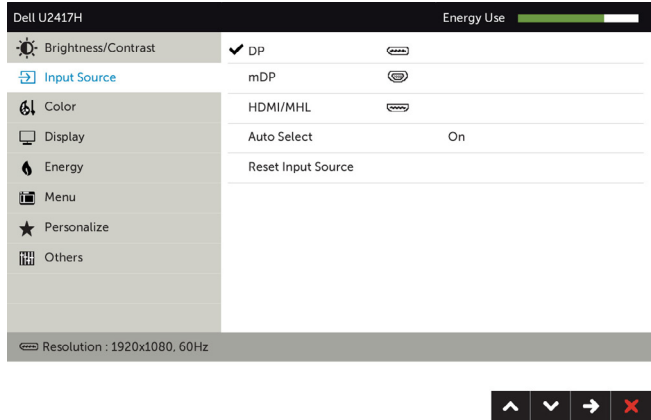 Dell U2417H Energy Use
Brightness/Contrast
Input Source
Color
Display
Energy
Menu
Personalize
Others
DP
mDP
HDMI/MHL
Auto Select On
Reset Input Source
Resolution : 1920x1080, 60Hz